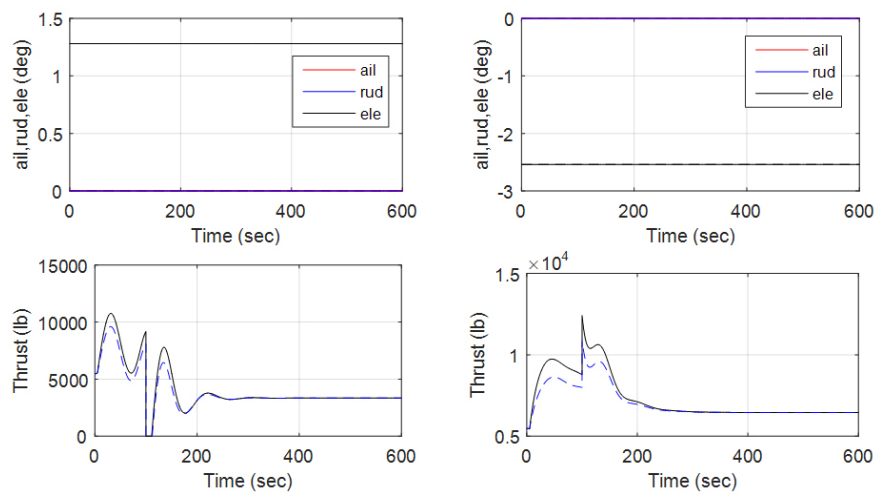 1.5
1
0.5
0
ail,rud,ele (deg)
ail
rud
ele
0 200 400 600
Time (sec)
0
-1
-2
-3
ail,rud,ele (deg)
ail
rud
ele
0 200 400 600
Time (sec)
15000
10000
5000
0
Thrust (lb)
0 200 400 600
Time (sec)
× 10^4
1.5
1
0.5
Thrust (lb)
0 200 400 600
Time (sec)